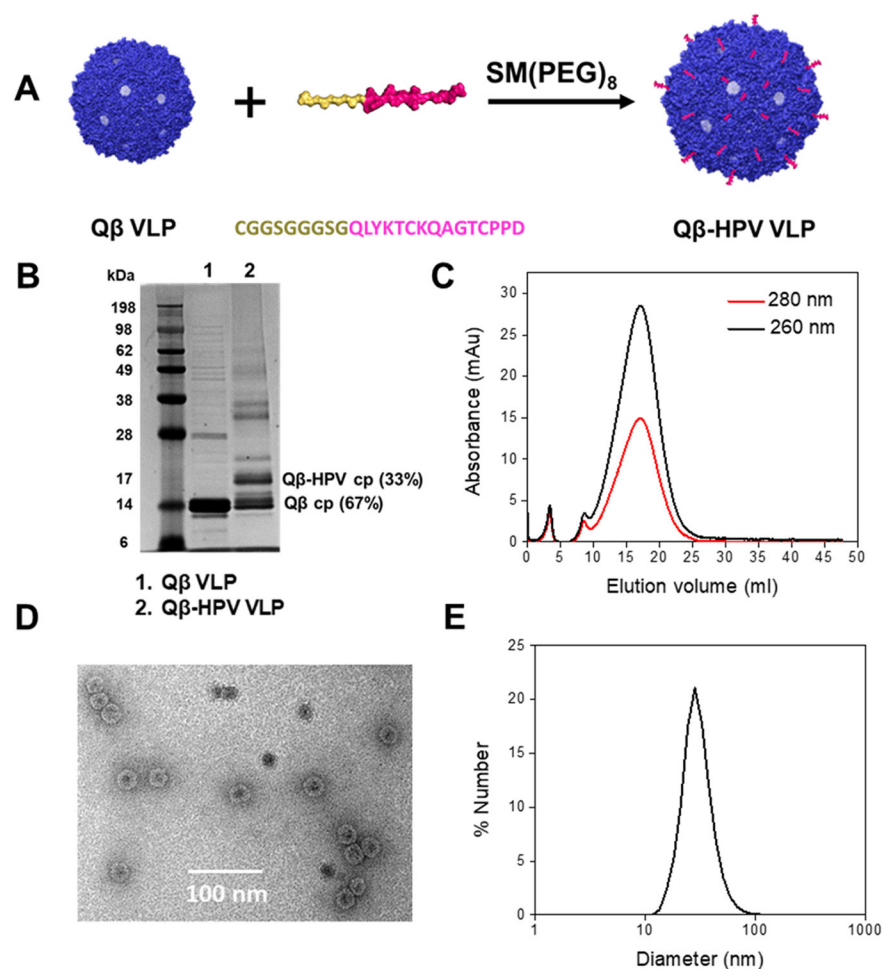 A
+
SM(PEG)8
Qβ VLP
CGGSGGGSGQLYKTCKQAGTCPPD
Qβ-HPV VLP
B
kDa
1
2
198
98
62
49
38
28
17
14
6
Qβ-HPV cp (33%)
Qβ cp (67%)
1. Qβ VLP
2. Qβ-HPV VLP
C
280 nm
260 nm
Absorbance (mAu)
30
25
20
15
10
5
0
0 5 10 15 20 25 30 35 40 45 50
Elution volume (ml)
D
100 nm
E
% Number
25
20
15
10
5
0
1 10 100 1000
Diameter (nm)